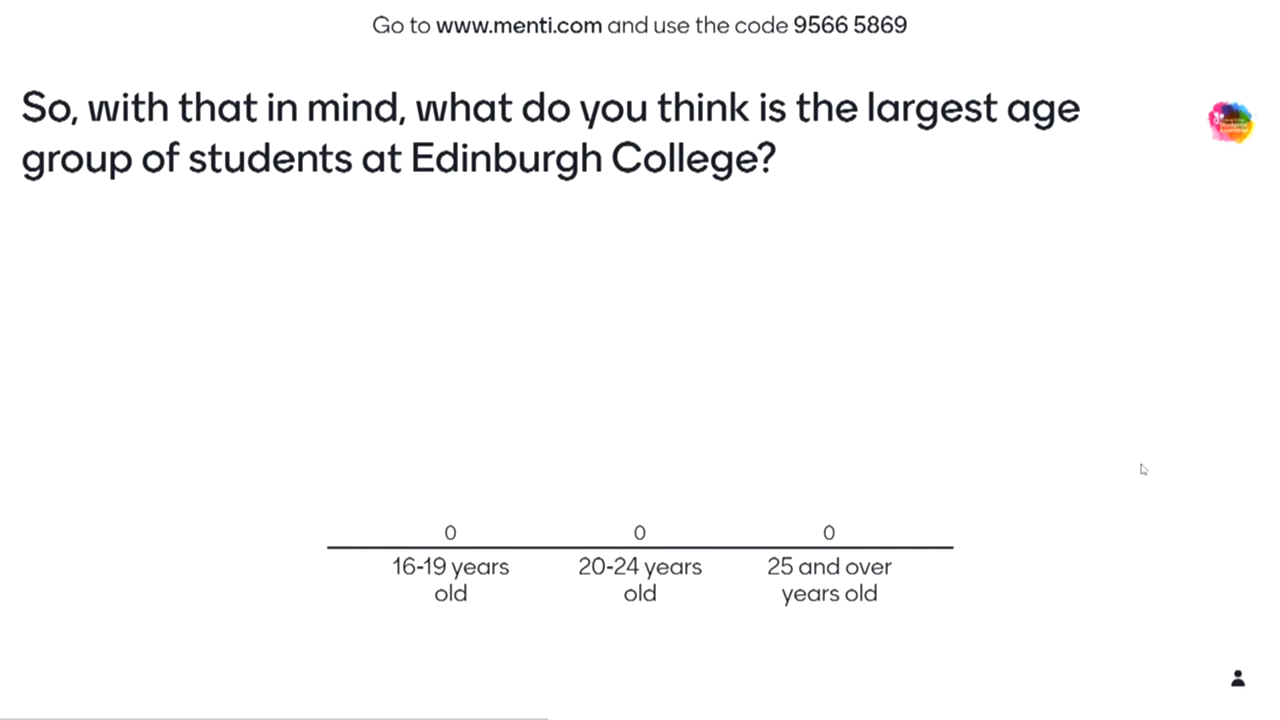 Go to www.menti.com and use the code 9566 5869
So, with that in mind, what do you think is the largest age
group of students at Edinburgh College?
0
0
0
16-19 years
old
20-24 years
old
25 and over
years old